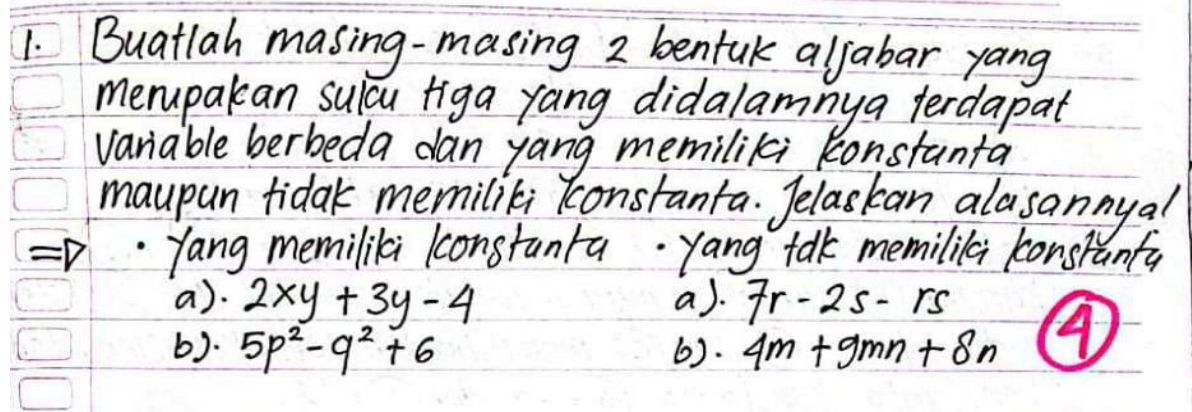 1. Buatlah masing-masing 2 bentuk aljabar yang
merupakan suku tiga yang didalamnya terdapat
variable berbeda dan yang memiliki konstanta
maupun tidak memiliki konstanta. Jelaskan alasannya!
=> • Yang memiliki konstanta • Yang tdk memiliki konstanta
a). 2xy + 3y - 4 a). 7r - 2s - rs
b). 5p² - q² + 6 b). 4m + 9mn + 8n 4